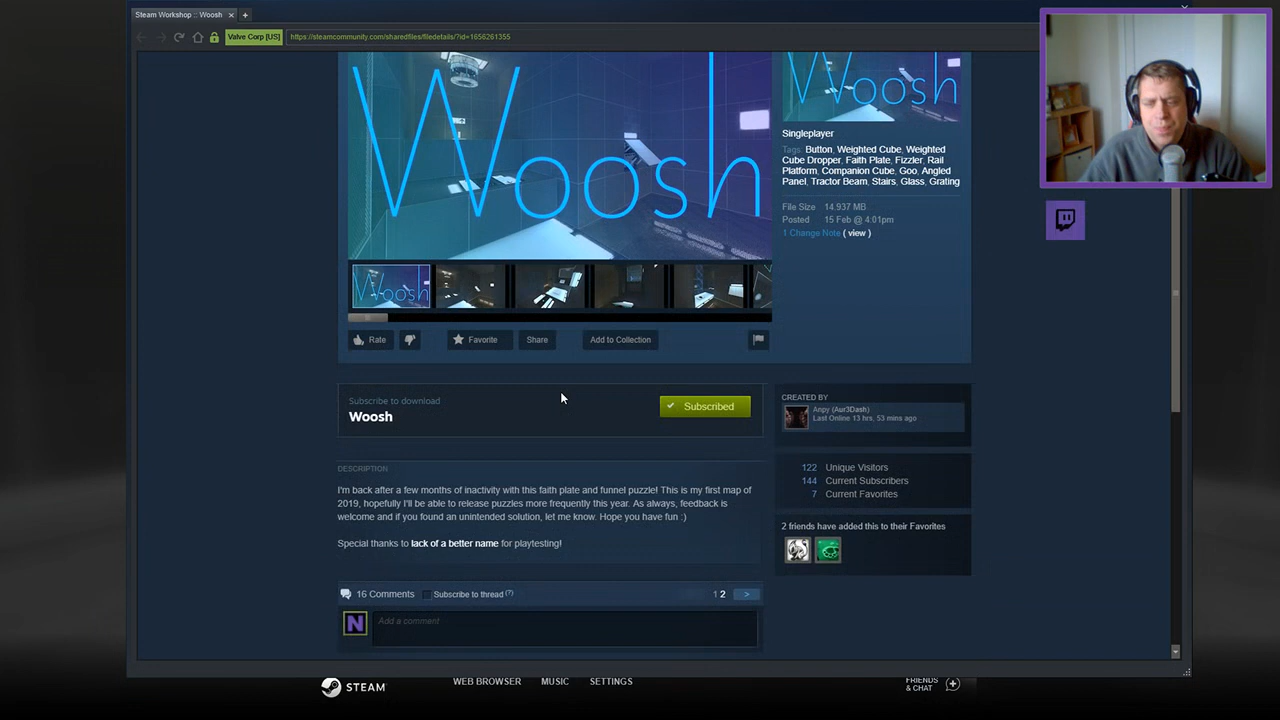 Steam Workshop :: Woosh
Valve Corp [US]
https://steamcommunity.com/sharedfiles/filedetails/?id=1656261355
Woosh
Woosh
Singleplayer
Tags: Button, Weighted Cube, Weighted
Cube Dropper, Faith Plate, Fizzler, Rail
Platform, Companion Cube, Goo, Angled
Panel, Tractor Beam, Stairs, Glass, Grating
File Size 14.937 MB
Posted 15 Feb @ 4:01pm
1 Change Note ( view )
Woosh
Rate
Favorite
Share
Add to Collection
Subscribe to download
Woosh
Subscribed
CREATED BY
Anpy (Aur3Dash)
Last Online 13 hrs, 53 mins ago
122 Unique Visitors
144 Current Subscribers
7 Current Favorites
2 friends have added this to their Favorites
DESCRIPTION
I'm back after a few months of inactivity with this faith plate and funnel puzzle! This is my first map of
2019, hopefully I'll be able to release puzzles more frequently this year. As always, feedback is
welcome and if you found an unintended solution, let me know. Hope you have fun :)
Special thanks to lack of a better name for playtesting!
16 Comments
Subscribe to thread (?)
1 2 >
N
Add a comment
STEAM
WEB BROWSER
MUSIC
SETTINGS
FRIENDS
& CHAT